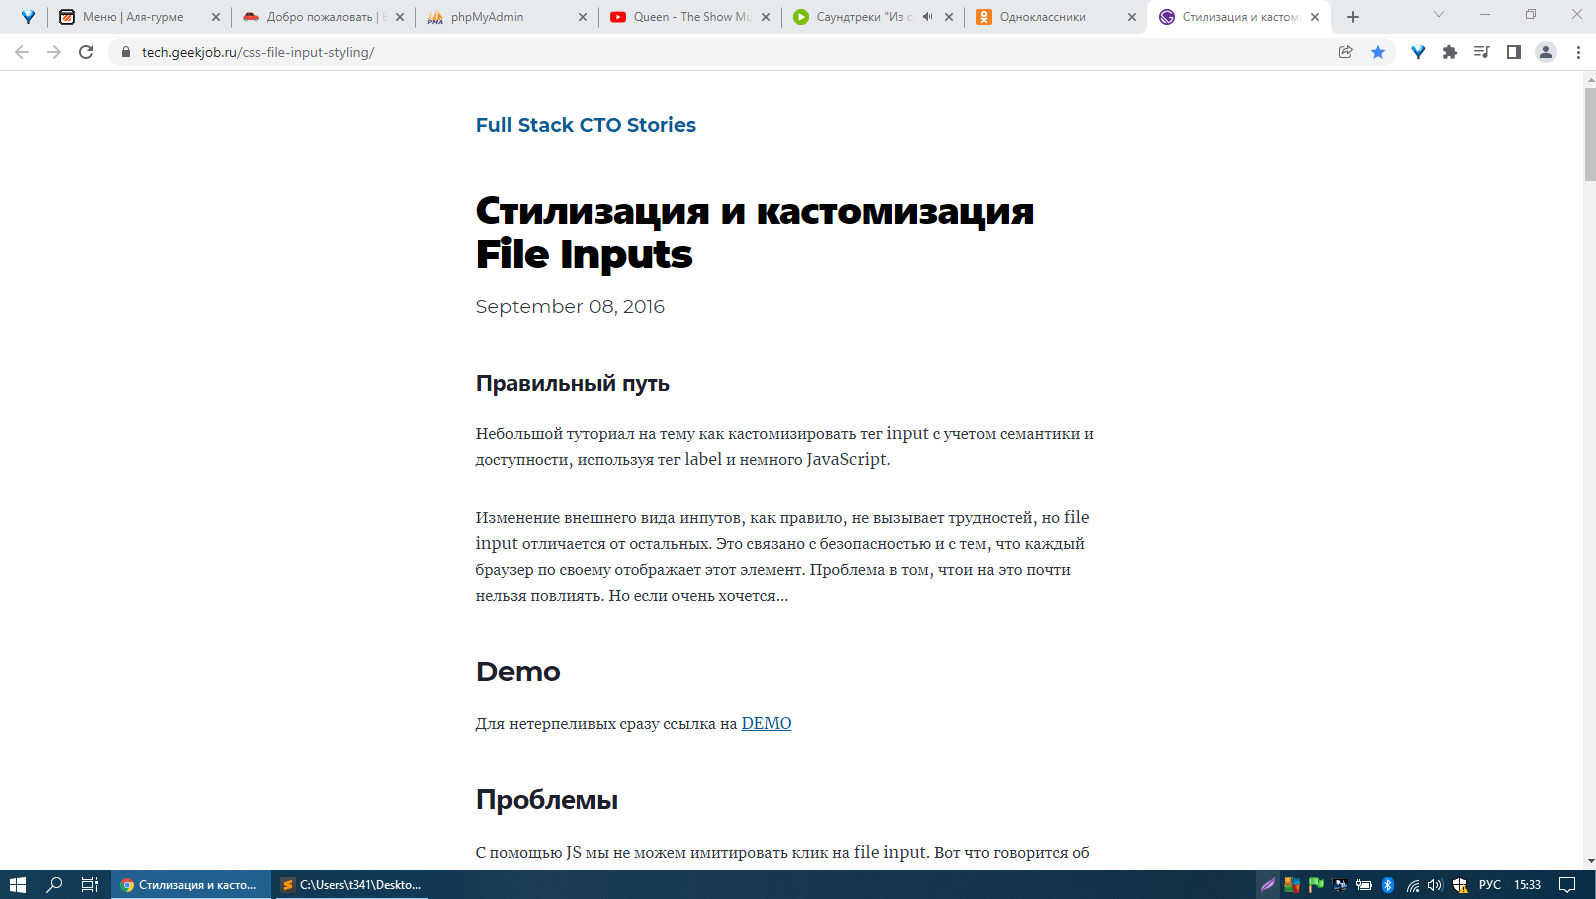 Меню | Аля-гурме
Добро пожаловать |
phpMyAdmin
Queen - The Show Mu
Саундтреки "Из с
Одноклассники
Стилизация и кастом
tech.geekjob.ru/css-file-input-styling/
Full Stack CTO Stories
Стилизация и кастомизация
File Inputs
September 08, 2016
Правильный путь
Небольшой туториал на тему как кастомизировать тег input с учетом семантики и
доступности, используя тег label и немного JavaScript.
Изменение внешнего вида инпутов, как правило, не вызывает трудностей, но file
input отличается от остальных. Это связано с безопасностью и с тем, что каждый
браузер по своему отображает этот элемент. Проблема в том, чтои на это почти
нельзя повлиять. Но если очень хочется...
Demo
Для нетерпеливых сразу ссылка на DEMO
Проблемы
С помощью JS мы не можем имитировать клик на file input. Вот что говорится об
Стилизация и касто...
C:\Users\t341\Deskto...
РУС
15:33